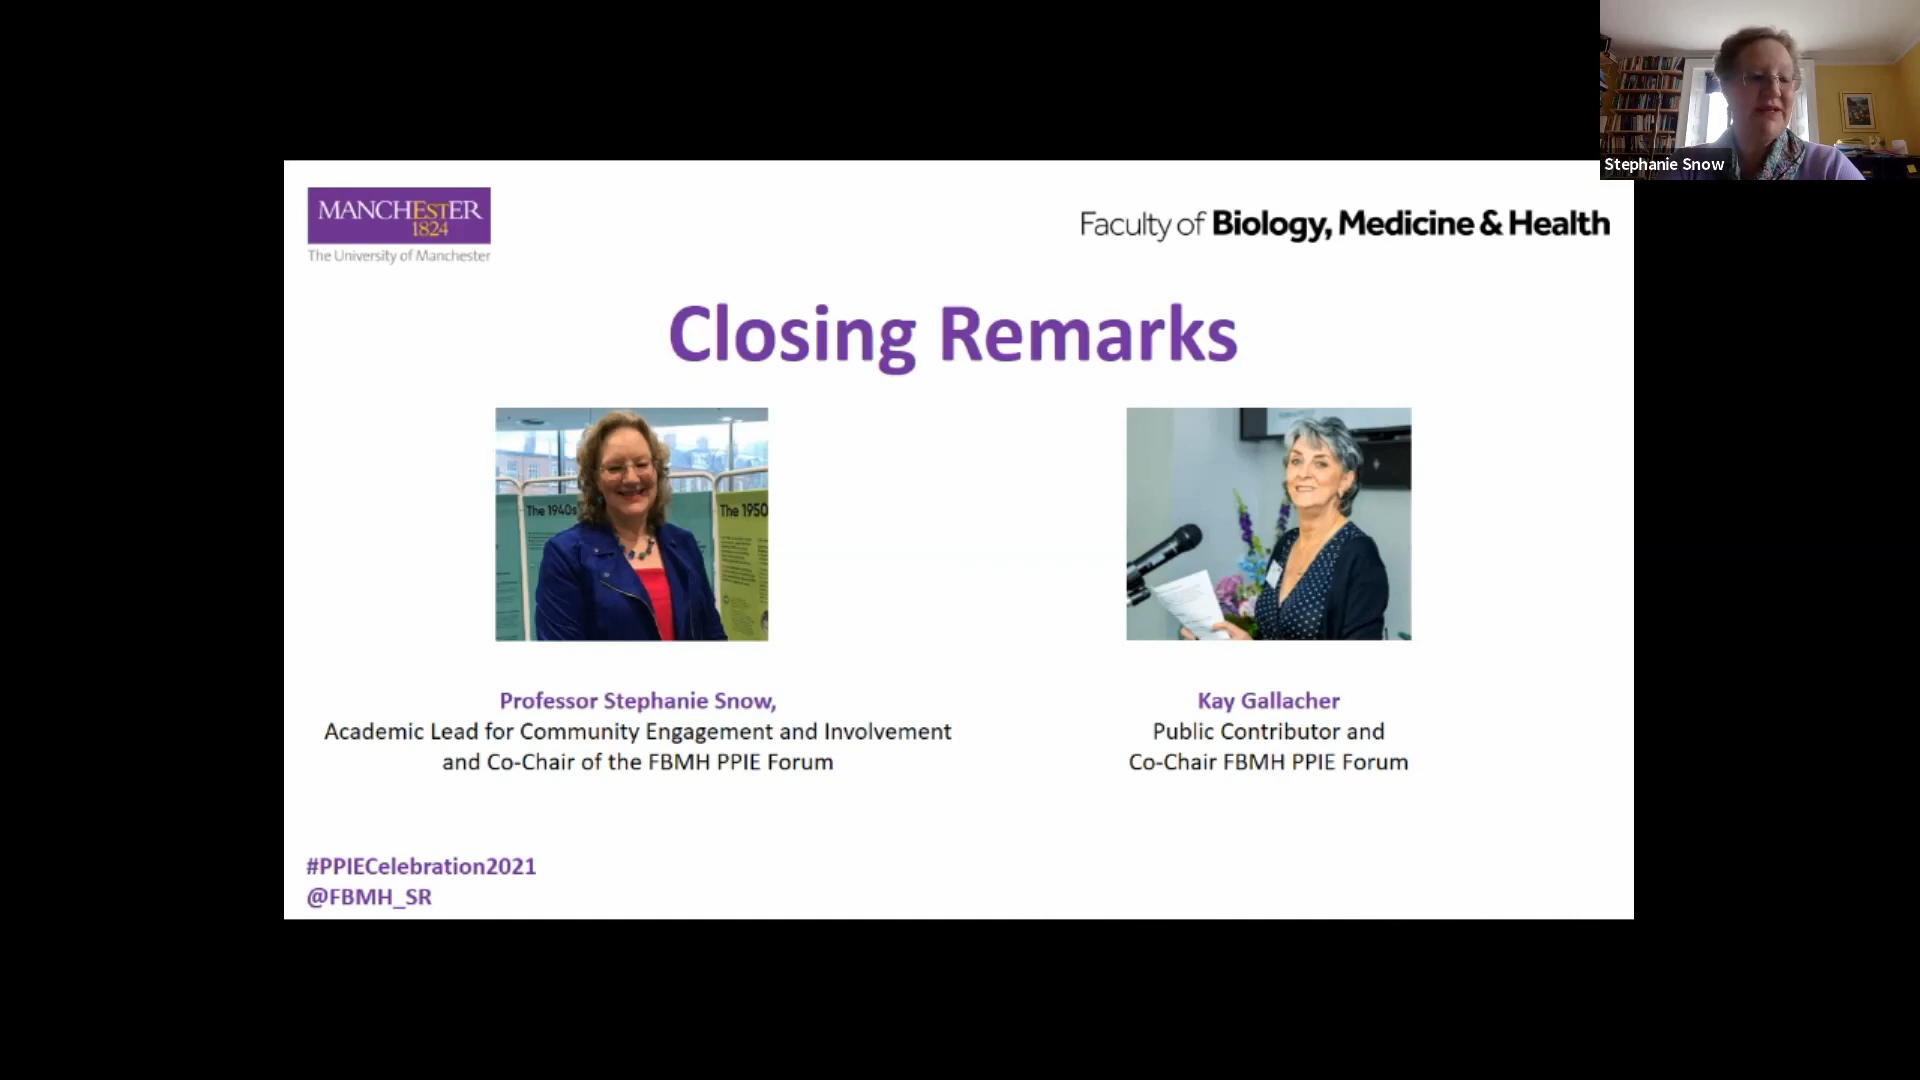 Stephanie Snow
MANCHESTER
1824
The University of Manchester
Faculty of Biology, Medicine & Health
Closing Remarks
The 1940s
The 1950
Professor Stephanie Snow,
Academic Lead for Community Engagement and Involvement
and Co-Chair of the FBMH PPIE Forum
Kay Gallacher
Public Contributor and
Co-Chair FBMH PPIE Forum
#PPIECelebration2021
@FBMH_SR